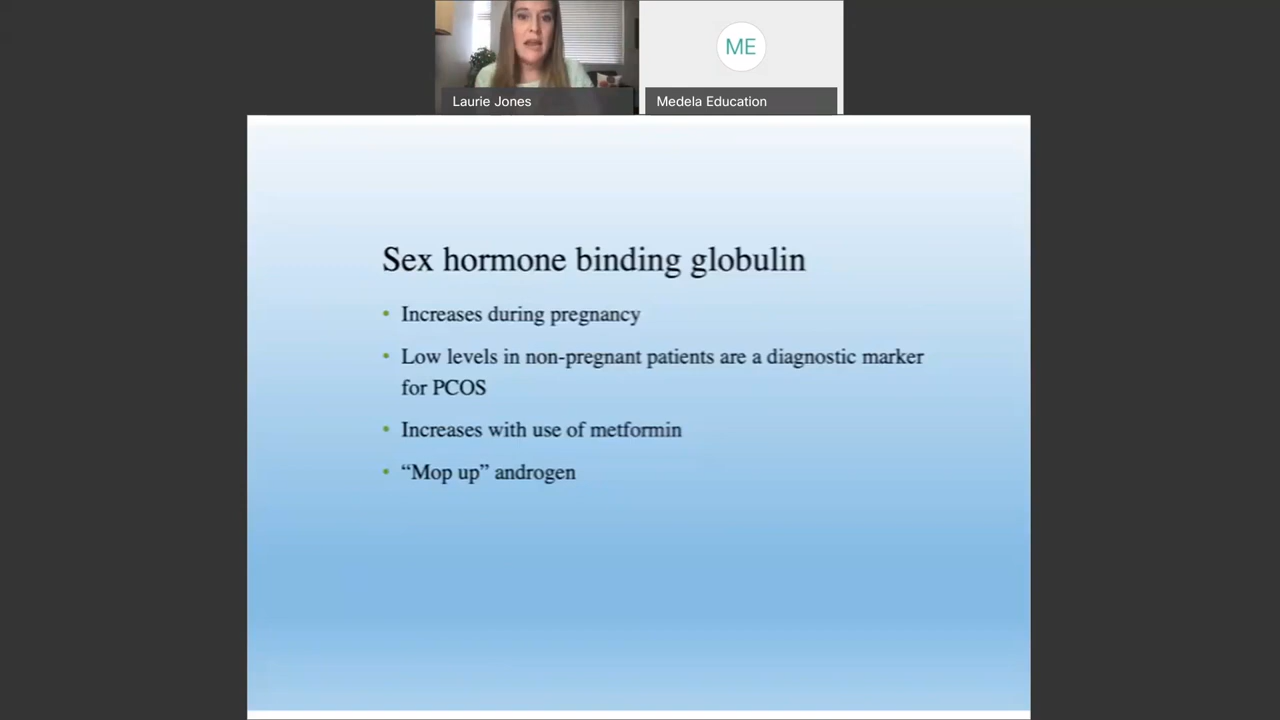 ME
Laurie Jones
Medela Education
Sex hormone binding globulin
• Increases during pregnancy
• Low levels in non-pregnant patients are a diagnostic marker
for PCOS
• Increases with use of metformin
• “Mop up” androgen